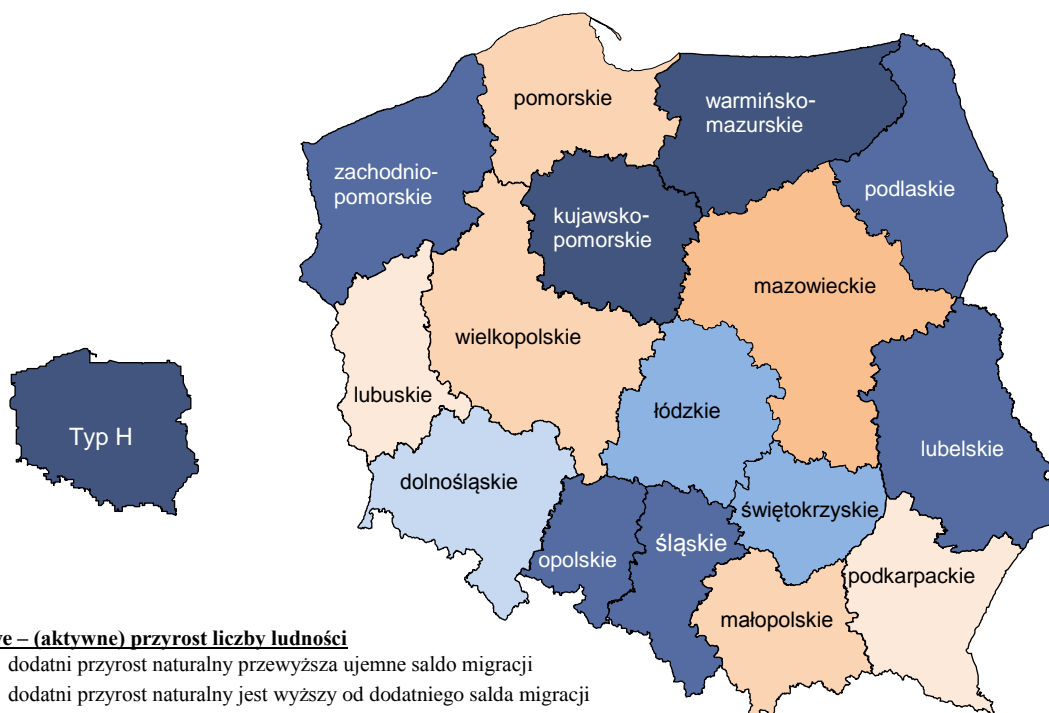 pomorskie
warmińsko-
mazurskie
zachodnio-
pomorskie
podlaskie
kujawsko-
pomorskie
mazowieckie
wielkopolskie
lubuskie
łódzkie
Typ H
lubelskie
dolnośląskie
świętokrzyskie
opolskie
śląskie
podkarpackie
małopolskie
– (aktywne) przyrost liczby ludności
dodatni przyrost naturalny przewyższa ujemne saldo migracji
dodatni przyrost naturalny jest wyższy od dodatniego salda migracji